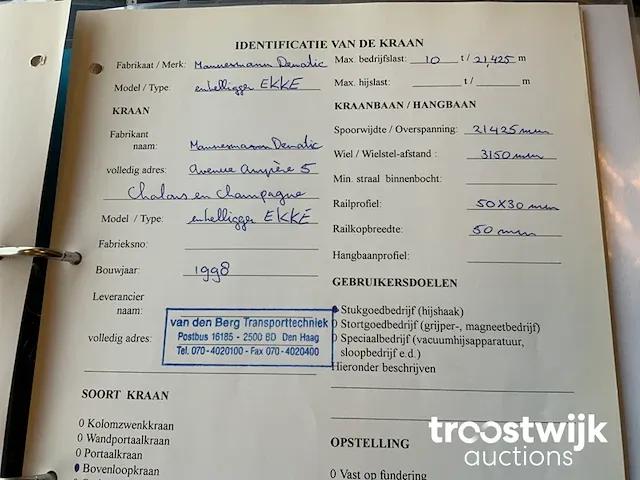 IDENTIFICATIE VAN DE KRAAN
Fabrikaat / Merk: Mannesmann Dematic
Model / Type: enkelligger EKKE
KRAAN
Fabrikant
naam: Mannesmann Dematic
volledig adres: Avenue Ampère 5
Chalons en Champagne
Model / Type: enkelligger EKKE
Fabrieksno:
Bouwjaar: 1998
Leverancier
naam:
volledig adres:
van den Berg Transporttechniek
Postbus 16185 - 2500 BD Den Haag
Tel. 070-4020100 - Fax 070-4020400
SOORT KRAAN
0 Kolomzwenkkraan
0 Wandportaalkraan
0 Portaalkraan
Bovenloopkraan
Max. bedrijfslast: 10 t / 21,425 m
Max. hijslast: t / m
KRAANBAAN / HANGBAAN
Spoorwijdte / Overspanning: 21425 mm
Wiel / Wielstel-afstand : 3150 mm
Min. straal binnenbocht:
Railprofiel: 50X30 mm
Railkopbreedte: 50 mm
Hangbaanprofiel:
GEBRUIKERSDOELEN
Stukgoedbedrijf (hijshaak)
0 Stortgoedbedrijf (grijper-, magneetbedrijf)
0 Speciaalbedrijf (vacuumhijsapparatuur,
sloopbedrijf e.d.)
Hieronder beschrijven
OPSTELLING
0 Vast op fundering
troostwijk
auctions